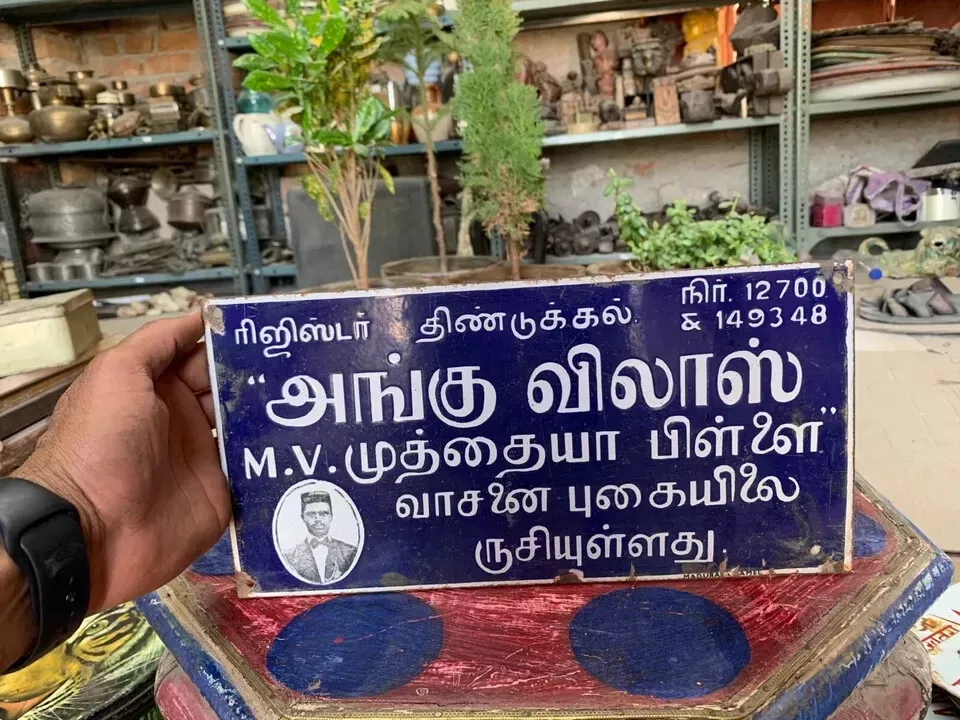 ரிஜிஸ்டர் திண்டுக்கல். நிர். 12700
& 149348
"அங்கு விலாஸ்"
M.V. முத்தையா பிள்ளை
வாசனை புகையிலை
ருசியுள்ளது.